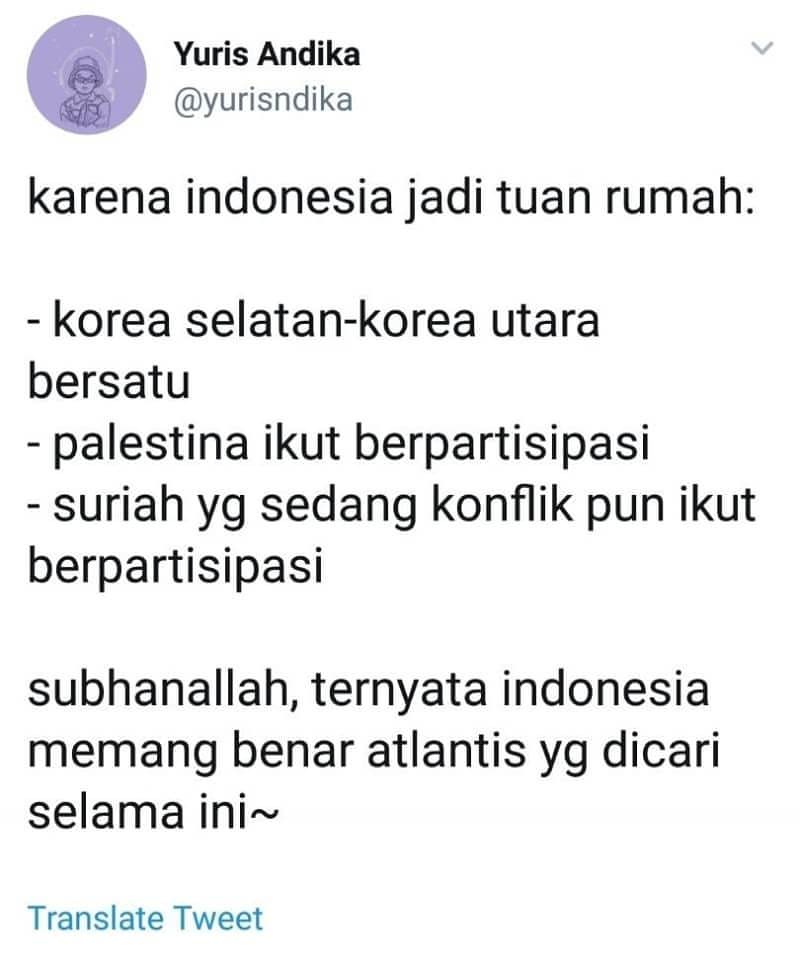 Yuris Andika
@yurisndika
karena indonesia jadi tuan rumah:
- korea selatan-korea utara
bersatu
- palestina ikut berpartisipasi
- suriah yg sedang konflik pun ikut
berpartisipasi
subhanallah, ternyata indonesia
memang benar atlantis yg dicari
selama ini~
Translate Tweet